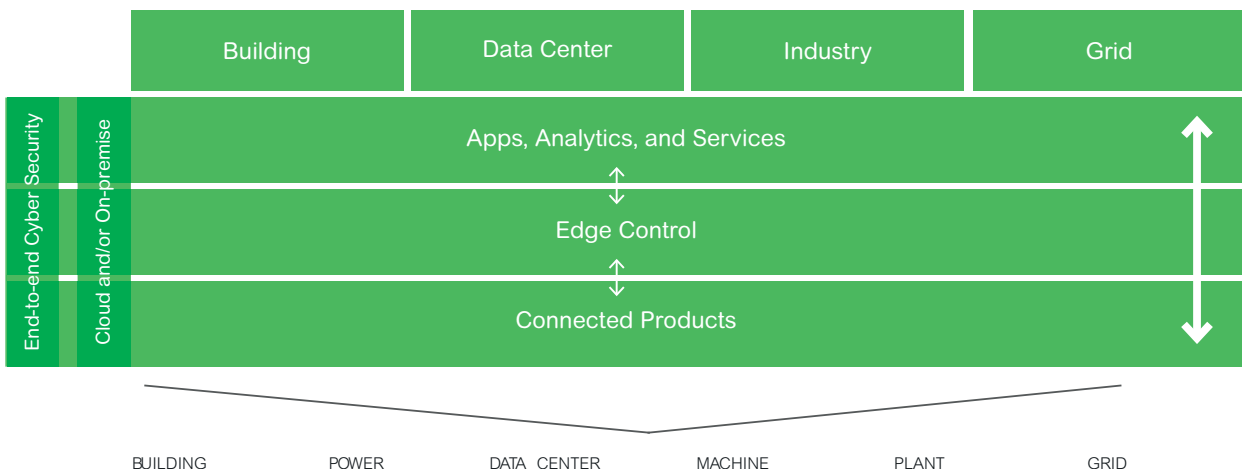 Building
Data Center
Industry
Grid
End-to-end Cyber Security
Cloud and/or On-premise
Apps, Analytics, and Services
Edge Control
Connected Products
BUILDING
POWER
DATA CENTER
MACHINE
PLANT
GRID